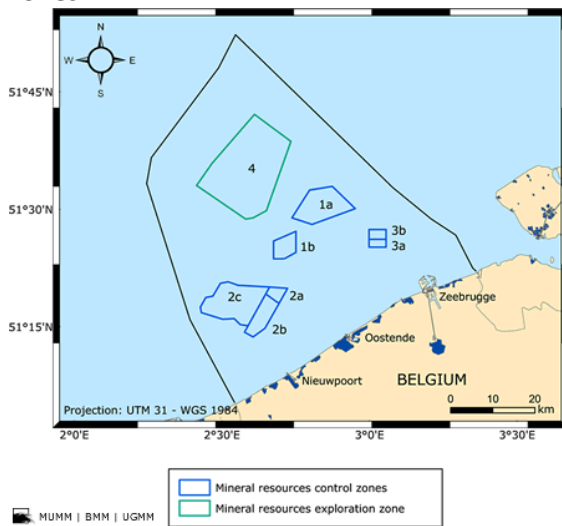 N
W E
S
51°45'N
4
51°30'N
1a
3b
3a
1b
2c
2a
2b
51°15'N
Zeebrugge
Oostende
Nieuwpoort
BELGIUM
Projection: UTM 31 - WGS 1984
0 10 20
km
2°0'E 2°30'E 3°0'E 3°30'E
Mineral resources control zones
Mineral resources exploration zone
MUMM | BMM | UGMM